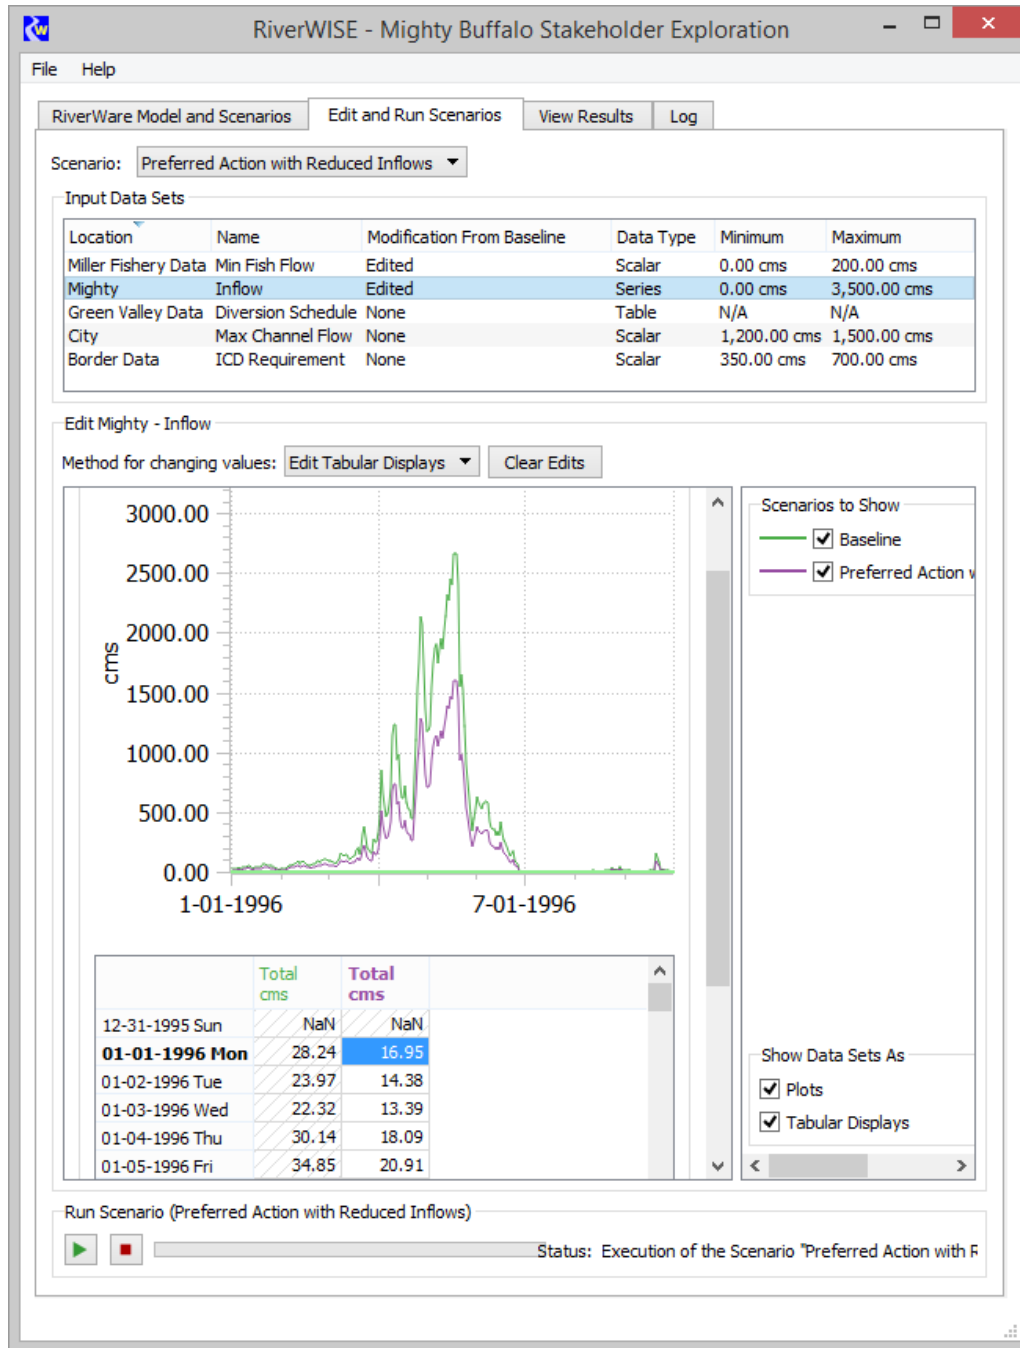 RiverWISE - Mighty Buffalo Stakeholder Exploration
File Help
RiverWare Model and Scenarios Edit and Run Scenarios View Results Log
Scenario: Preferred Action with Reduced Inflows
Input Data Sets
Location Name Modification From Baseline Data Type Minimum Maximum
Miller Fishery Data Min Fish Flow Edited Scalar 0.00 cms 200.00 cms
Mighty Inflow Edited Series 0.00 cms 3,500.00 cms
Green Valley Data Diversion Schedule None Table N/A N/A
City Max Channel Flow None Scalar 1,200.00 cms 1,500.00 cms
Border Data ICD Requirement None Scalar 350.00 cms 700.00 cms
Edit Mighty - Inflow
Method for changing values: Edit Tabular Displays Clear Edits
3000.00
2500.00
2000.00
1500.00
1000.00
500.00
0.00
cms
1-01-1996 7-01-1996
Scenarios to Show
Baseline
Preferred Action w
Total Total
cms cms
12-31-1995 Sun NaN NaN
01-01-1996 Mon 28.24 16.95
01-02-1996 Tue 23.97 14.38
01-03-1996 Wed 22.32 13.39
01-04-1996 Thu 30.14 18.09
01-05-1996 Fri 34.85 20.91
Show Data Sets As
Plots
Tabular Displays
Run Scenario (Preferred Action with Reduced Inflows)
Status: Execution of the Scenario "Preferred Action with R